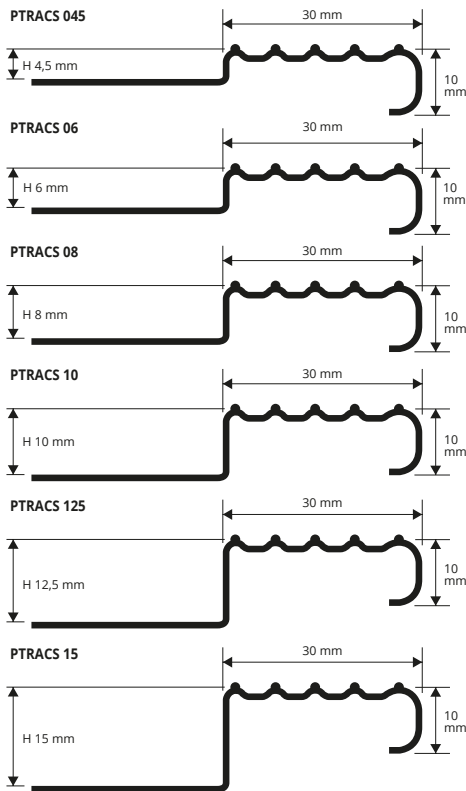 PTRACS 045
30 mm
H 4,5 mm
10
mm
PTRACS 06
30 mm
H 6 mm
10
mm
PTRACS 08
30 mm
H 8 mm
10
mm
PTRACS 10
30 mm
H 10 mm
10
mm
PTRACS 125
30 mm
H 12,5 mm
10
mm
PTRACS 15
30 mm
H 15 mm
10
mm